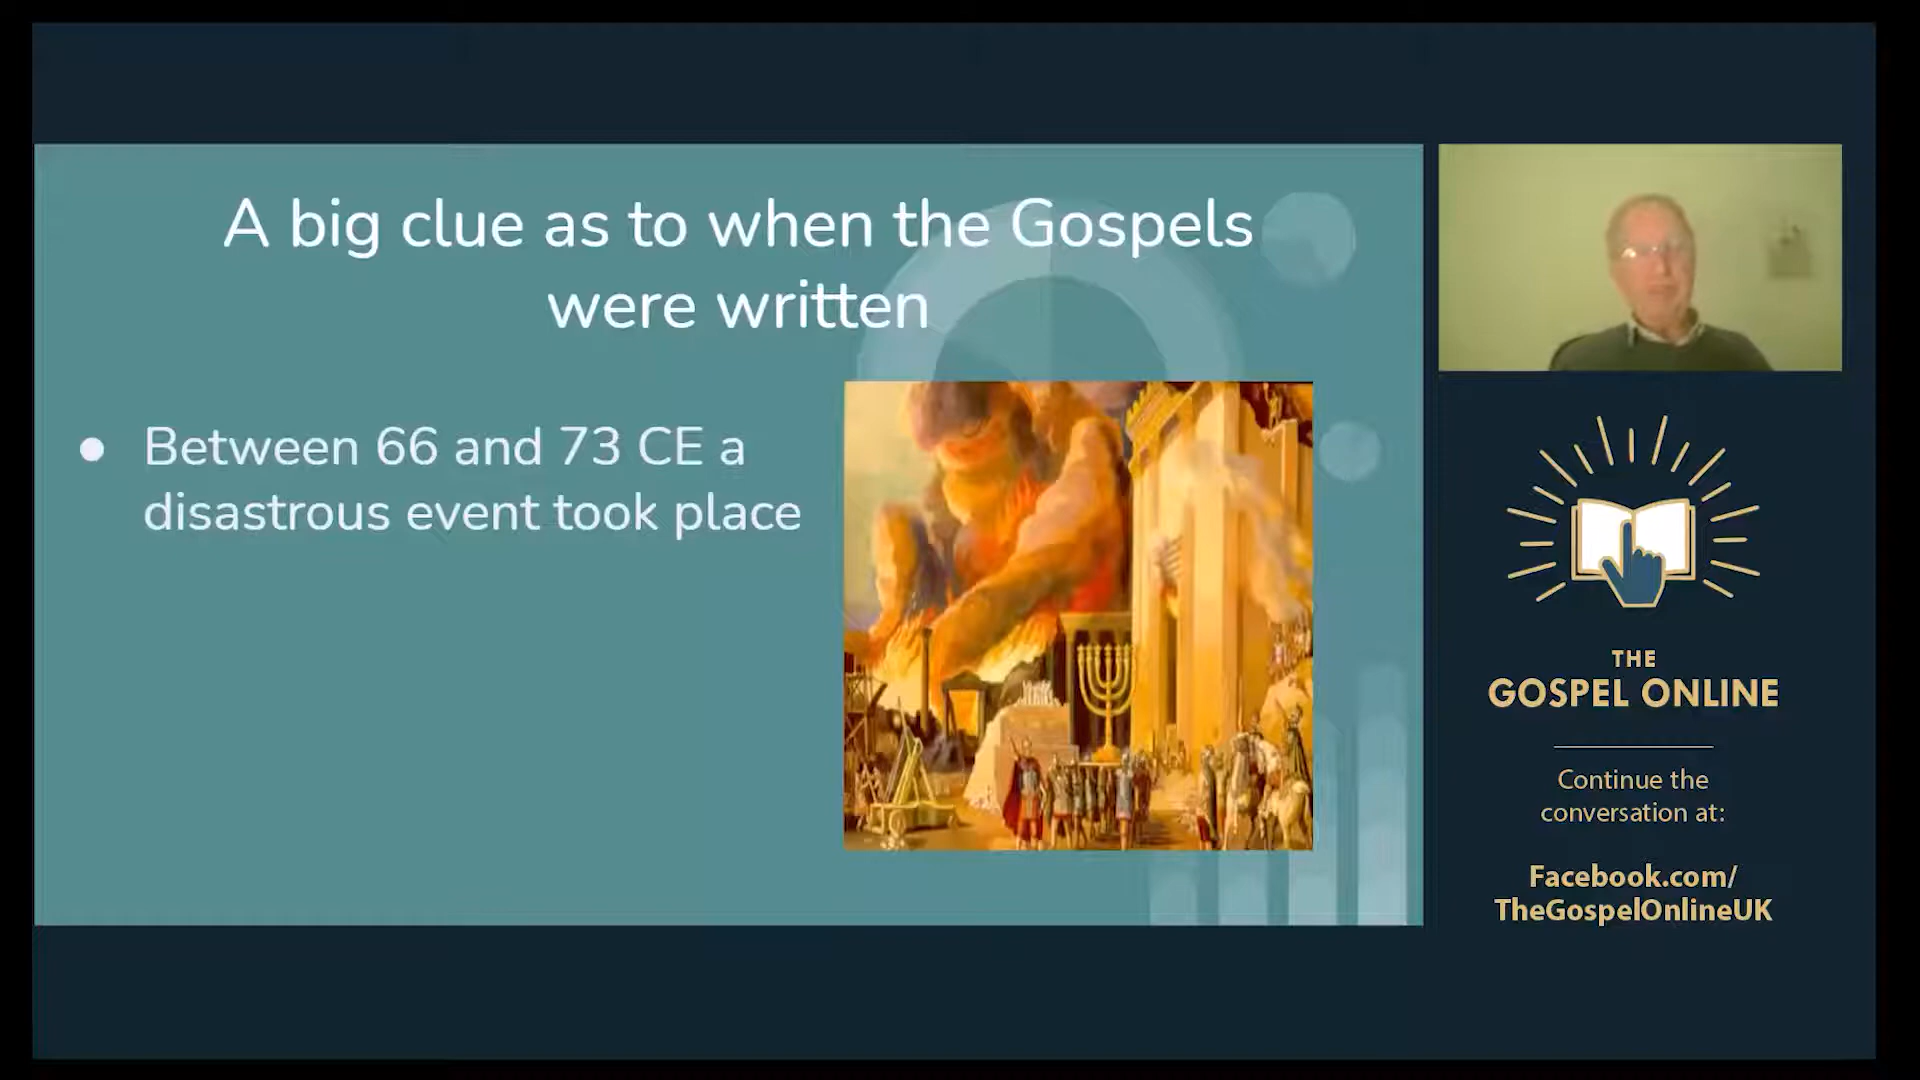 A big clue as to when the Gospels
were written
● Between 66 and 73 CE a
disastrous event took place
THE
GOSPEL ONLINE
Continue the
conversation at:
Facebook.com/
TheGospelOnlineUK